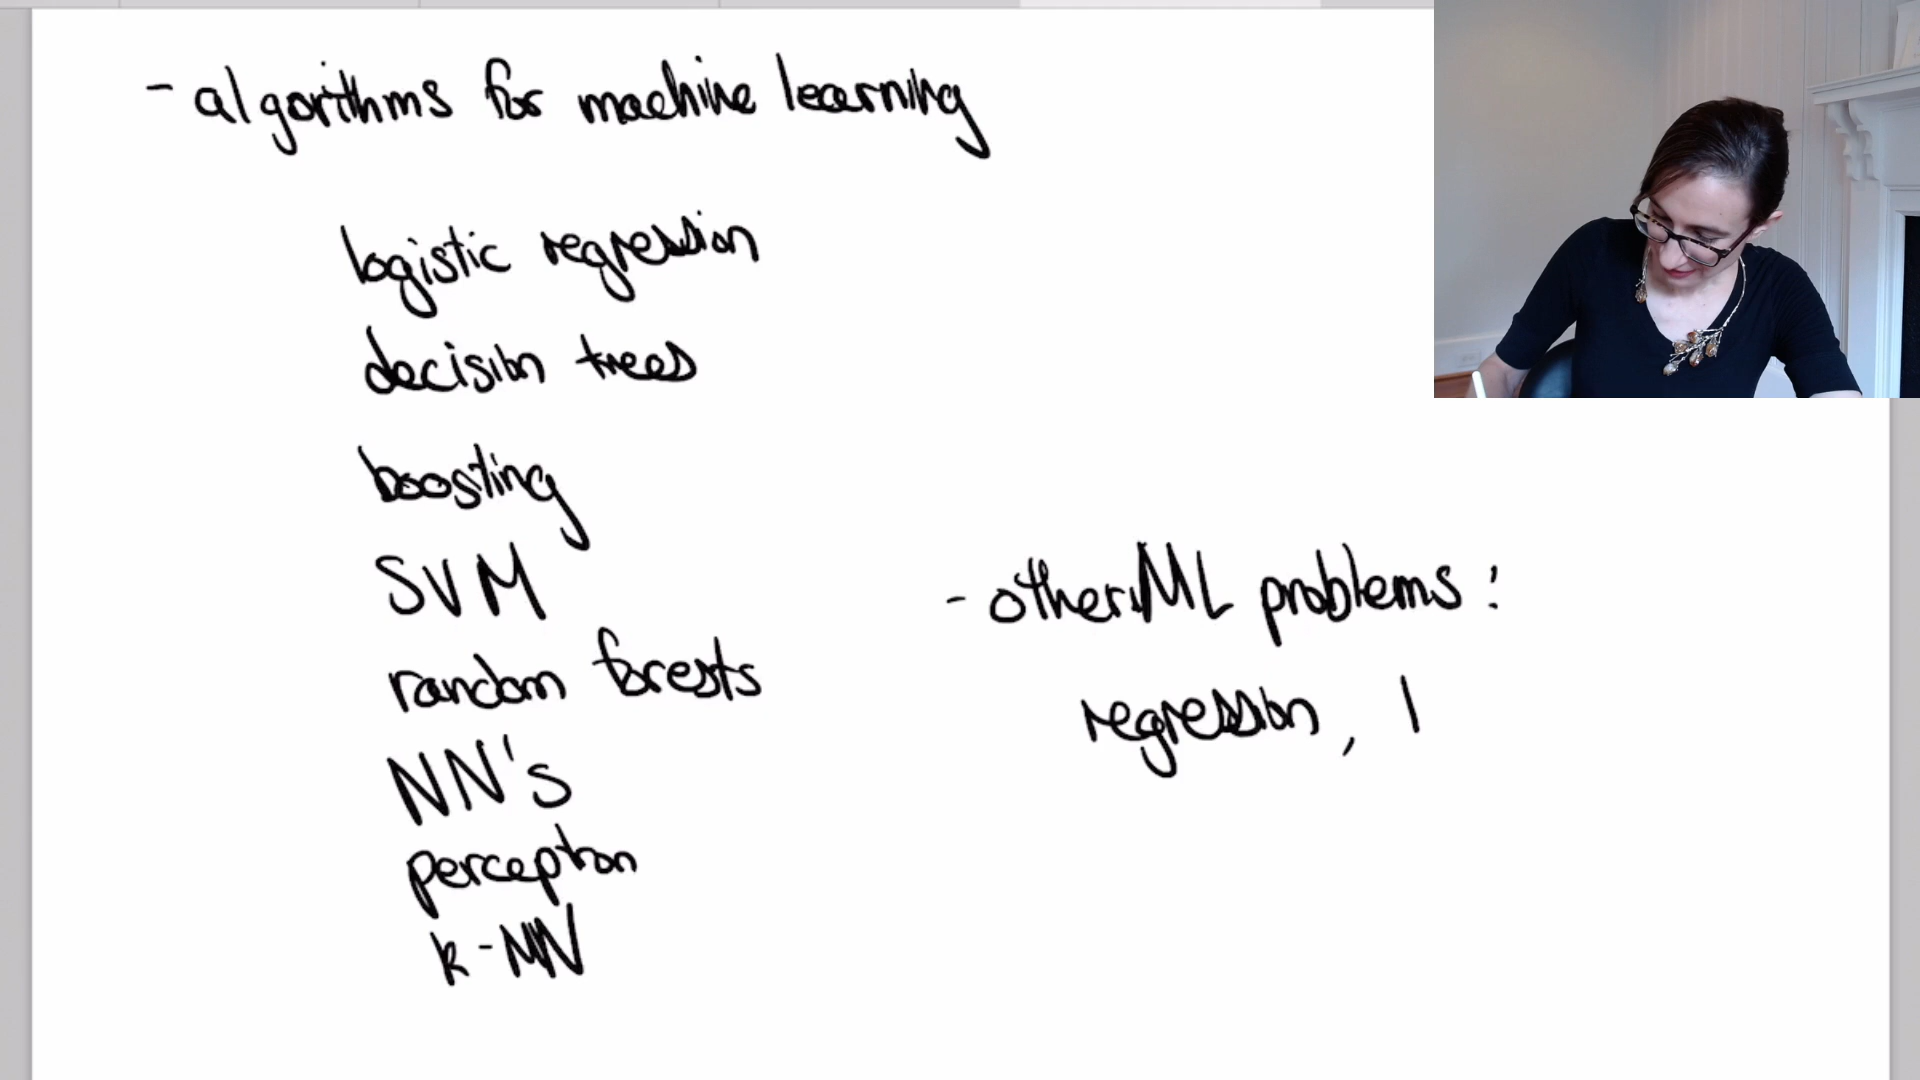 - algorithms for machine learning
logistic regression
decision trees
boosting
SVM
random forests
NN's
perceptron
k-NN
- other ML problems:
regression,